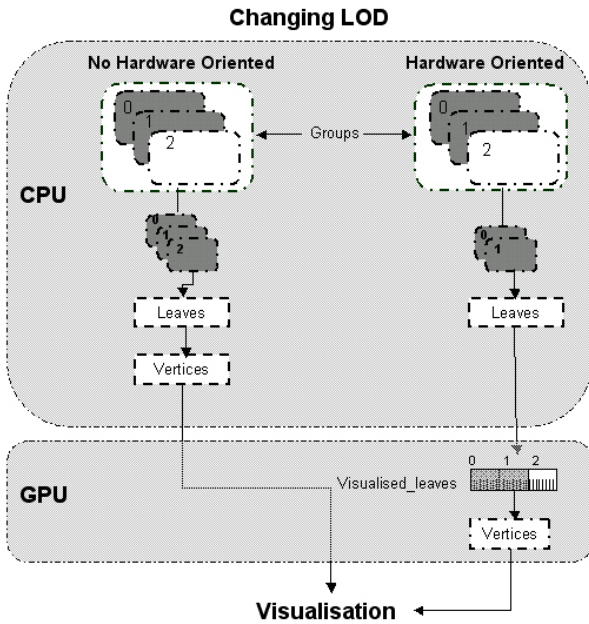 Changing LOD
No Hardware Oriented
Hardware Oriented
0
1
2
Groups
0
1
2
CPU
0
1
2
0
1
Leaves
Leaves
Vertices
GPU
0 1 2
Visualised_leaves
Vertices
Visualisation